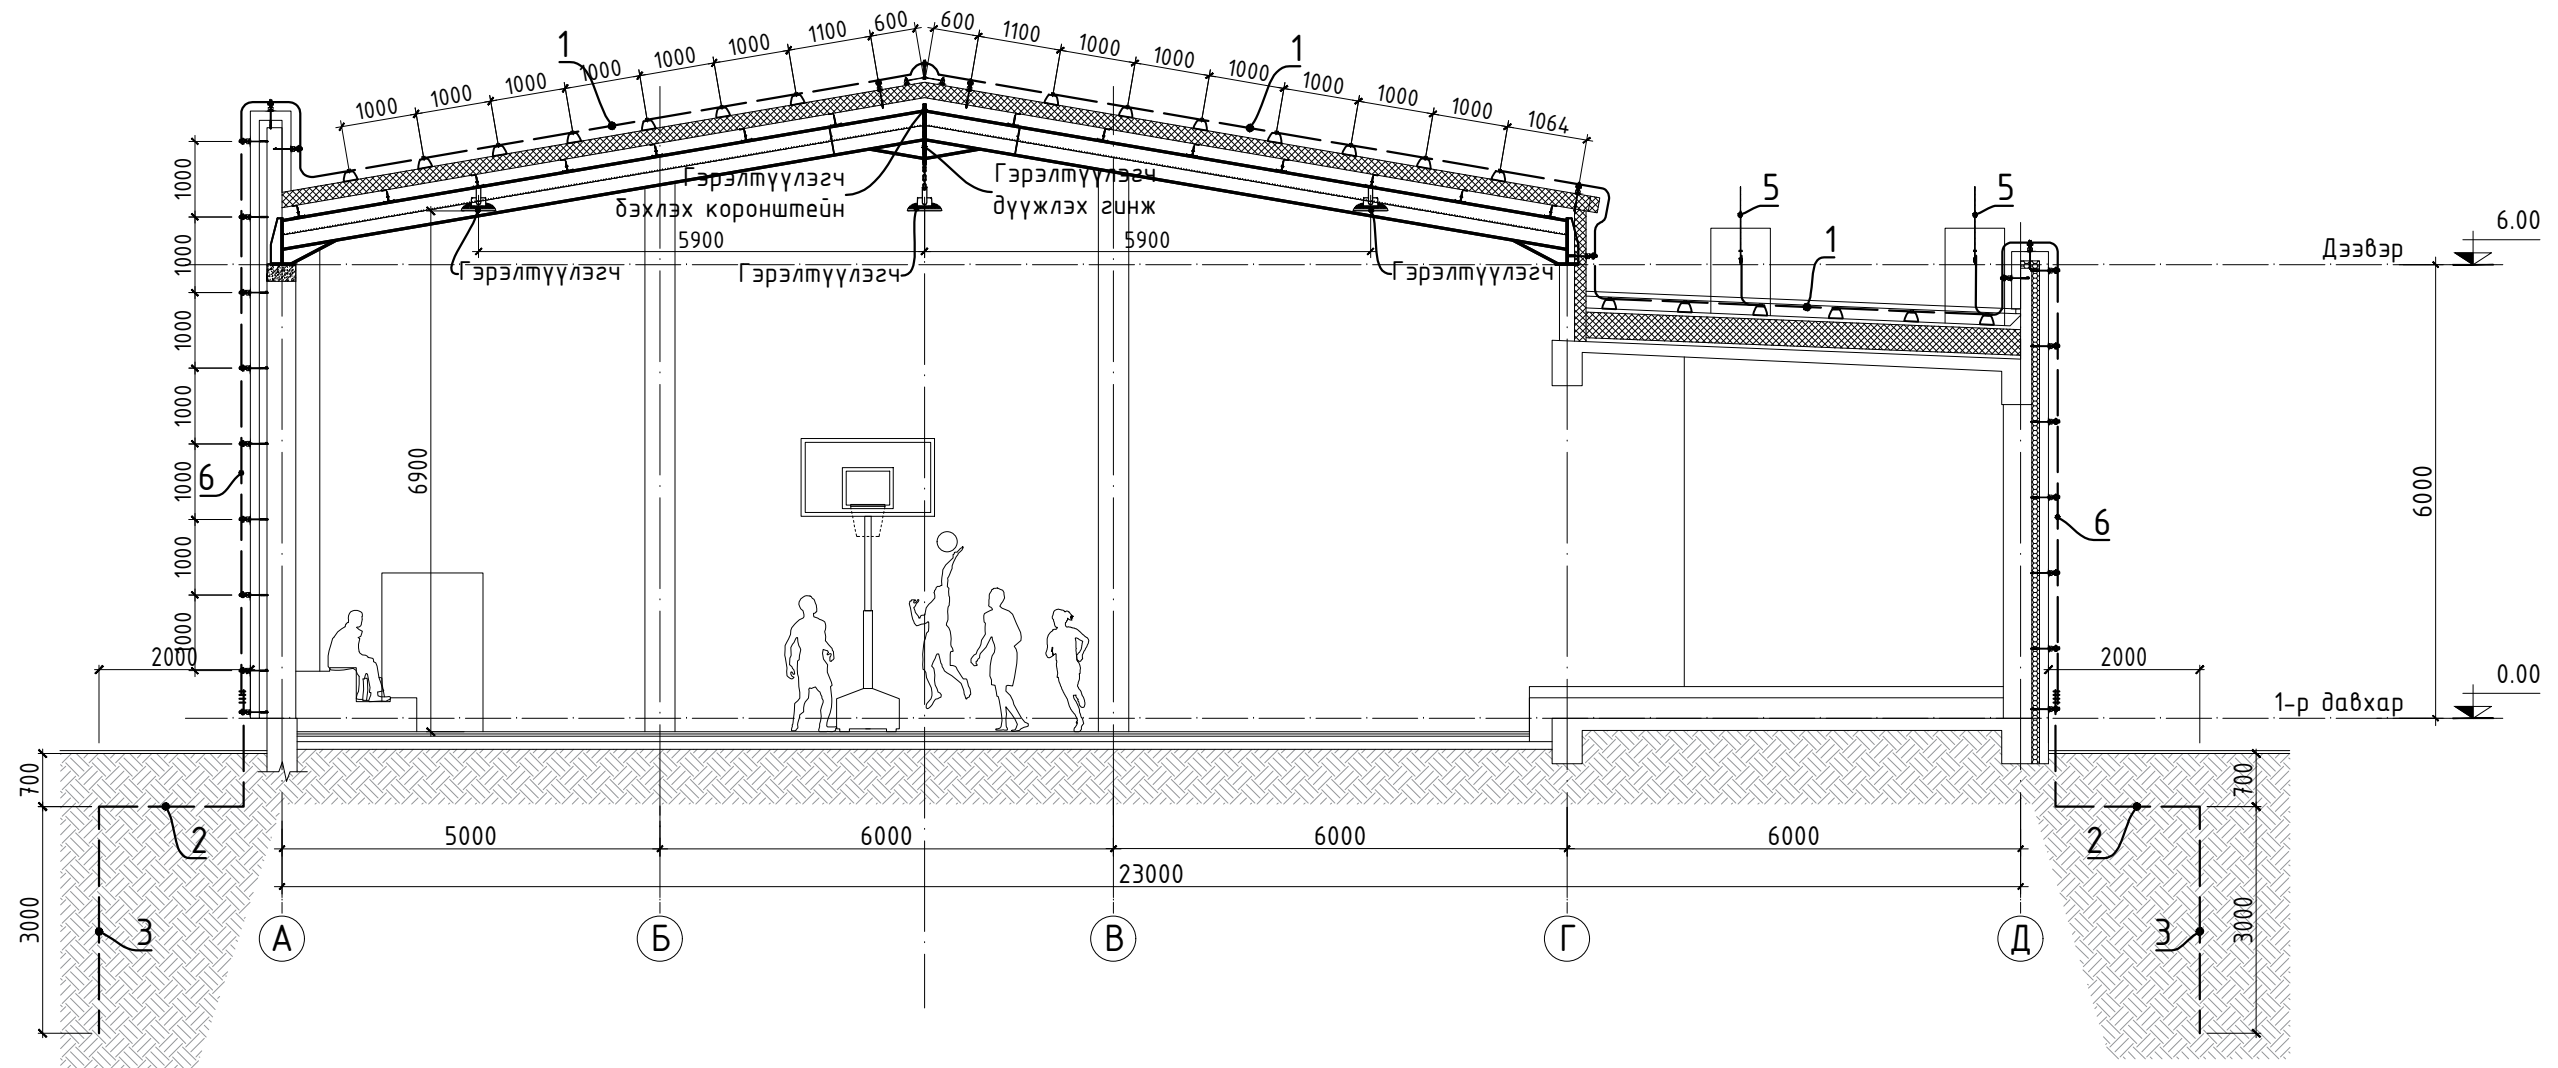 600 600
1 1000 1000 1100 1100 1000 1000 1
1000 1000 1000 1000 1000 1000 1000 1000 1064
Гэрэлтүүлэгч
бэхлэх коронштейн
Гэрэлтүүлэгч
дүүжлэх гинж
5 5
6.00
1000
5900 5900
1
Дээвэр
1000
Гэрэлтүүлэгч Гэрэлтүүлэгч Гэрэлтүүлэгч
1000
1000
6 1000 6900 6000
6
1000
1000
2000 2000
0.00
1-р давхар
700 700
2 5000 6000 6000 6000 2
23000
3000 3 А Б В Г Д 3 3000